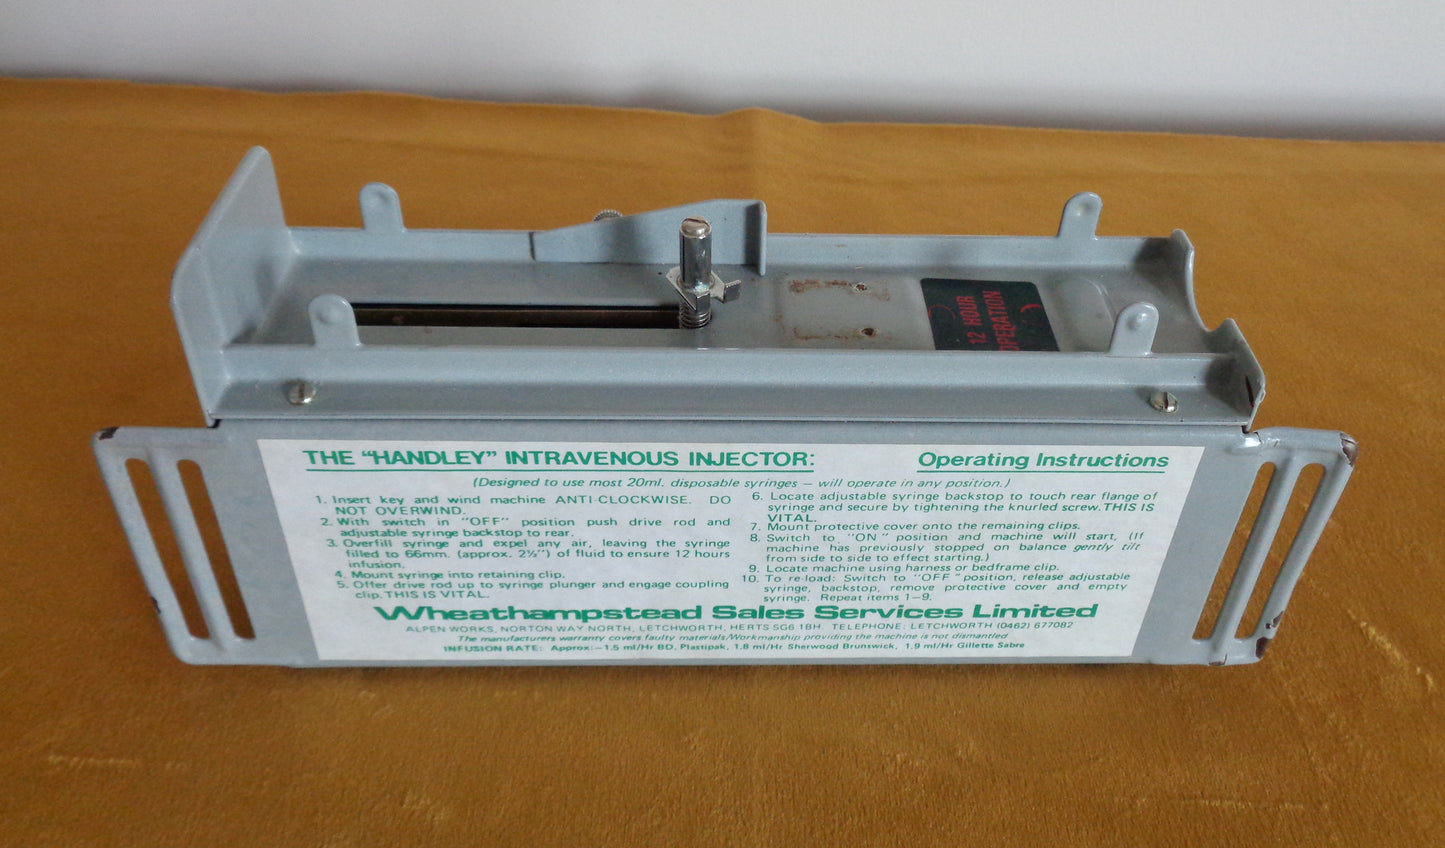 12 HOUR
OPERATION
THE “HANDLEY” INTRAVENOUS INJECTOR:
Operating Instructions
(Designed to use most 20ml. disposable syringes – will operate in any position.)
1. Insert key and wind machine ANTI-CLOCKWISE. DO
NOT OVERWIND.
2. With switch in "OFF" position push drive rod and
adjustable syringe backstop to rear.
3. Overfill syringe and expel any air, leaving the syringe
filled to 66mm. (approx. 2½") of fluid to ensure 12 hours
infusion.
4. Mount syringe into retaining clip.
5. Offer drive rod up to syringe plunger and engage coupling
clip. THIS IS VITAL.
6. Locate adjustable syringe backstop to touch rear flange of
syringe and secure by tightening the knurled screw. THIS IS
VITAL.
7. Mount protective cover onto the remaining clips.
8. Switch to "ON" position and machine will start, (If
machine has previously stopped on balance gently tilt
from side to side to effect starting.)
9. Locate machine using harness or bedframe clip.
10. To re-load: Switch to "OFF" position, release adjustable
syringe, backstop, remove protective cover and empty
syringe. Repeat items 1–9.
Wheathampstead Sales Services Limited
ALPEN WORKS, NORTON WAY NORTH, LETCHWORTH, HERTS SG6 1BH. TELEPHONE: LETCHWORTH (0462) 677082
The manufacturers warranty covers faulty materials/Workmanship providing the machine is not dismantled
INFUSION RATE: Approx:–1.5 ml/Hr BD, Plastipak, 1.8 ml/Hr Sherwood Brunswick, 1.9 ml/Hr Gillette Sabre